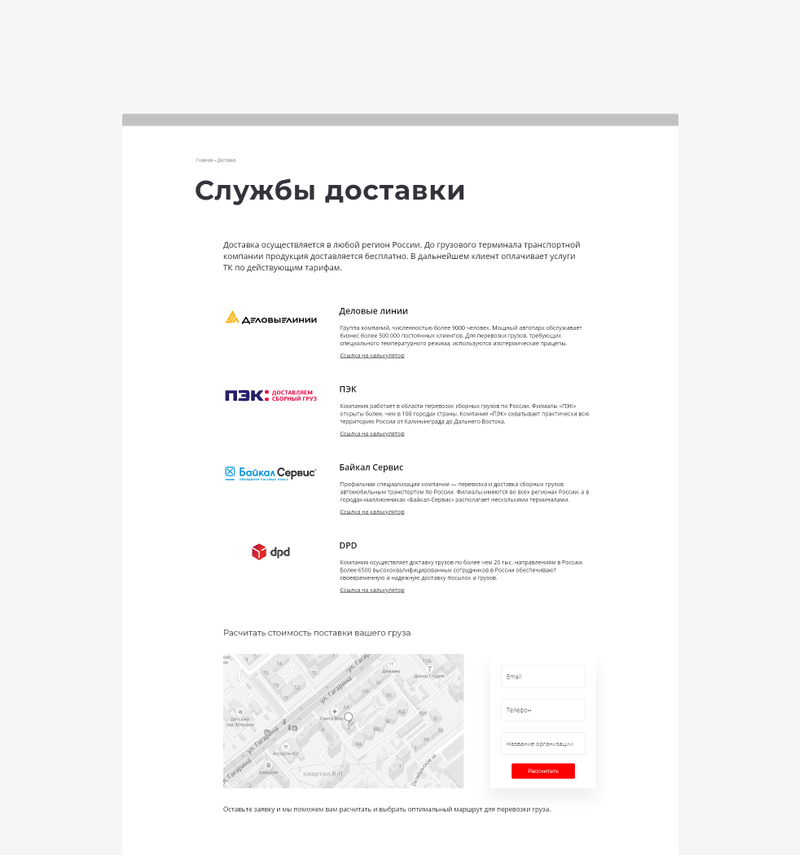 Главная • Доставка
Службы доставки
Доставка осуществляется в любой регион России. До грузового терминала транспортной
компании продукция доставляется бесплатно. В дальнейшем клиент оплачивает услуги
ТК по действующим тарифам.
ДЕЛОВЫЕ ЛИНИИ
Деловые линии
Группа компаний, численностью более 9000 человек. Мощный автопарк обслуживает
бизнес более 500 000 постоянных клиентов. Для перевозки грузов, требующих
специального температурного режима, используются изотермические прицепы.
Ссылка на калькулятор
ПЭК: ДОСТАВЛЯЕМ
СБОРНЫЙ ГРУЗ
ПЭК
Компания работает в области перевозок сборных грузов по России. Филиалы «ПЭК»
открыты более, чем в 100 городах страны. Компания «ПЭК» охватывает практически всю
территорию России от Калининграда до Дальнего Востока.
Ссылка на калькулятор
Байкал Сервис
Байкал Сервис
Профильная специализация компании — перевозка и доставка сборных грузов
автомобильным транспортом по России. Филиалы имеются во всех регионах России, а в
городах-миллионниках «Байкал-Сервис» располагает несколькими терминалами.
Ссылка на калькулятор
dpd
DPD
Компания осуществляет доставку грузов по более чем 20 тыс. направлениям в России.
Более 6500 высококвалифицированных сотрудников в России обеспечивают
своевременную и надежную доставку посылок и грузов.
Ссылка на калькулятор
Расчитать стоимость поставки вашего груза
ул. Гагарина
ул. Гагарина
ул. Гагарина
ул. Гагарина
Детский
квартал В-11
Октябрьская
Email
Телефон
Название организации
Рассчитать
Оставьте заявку и мы поможем вам расчитать и выбрать оптимальный маршрут для перевозки груза.